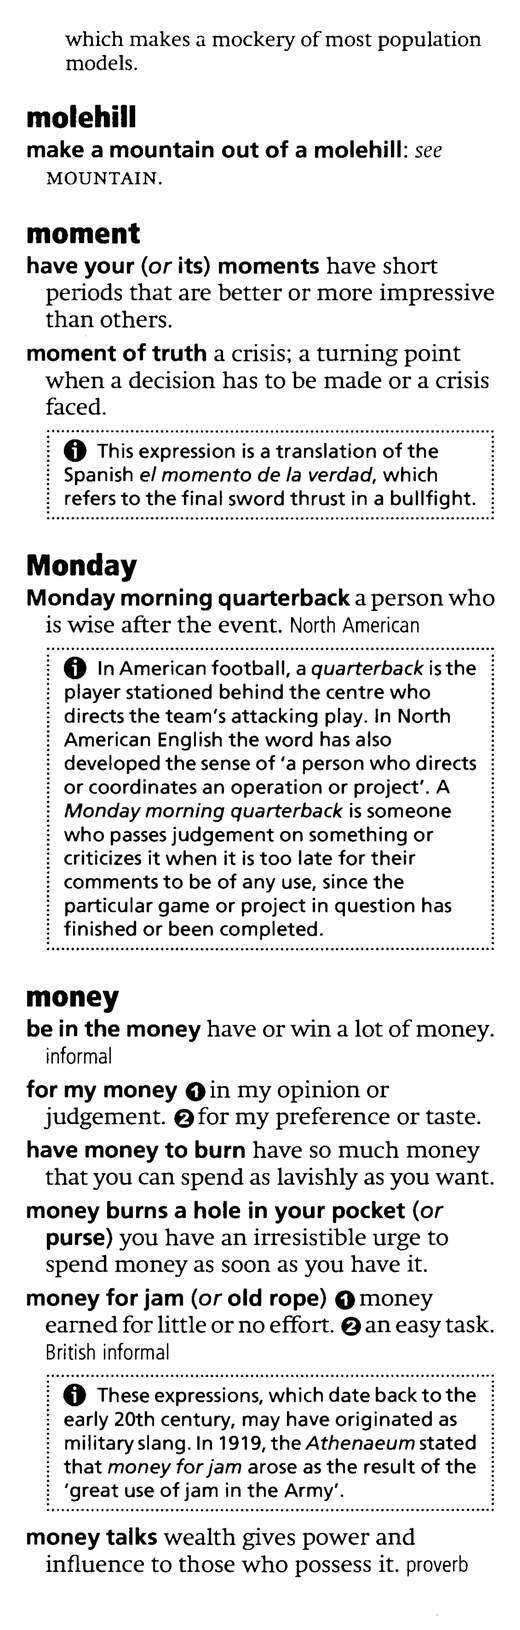 which makes a mockery of most population
models.
molehill
make a mountain out of a molehill: see
MOUNTAIN.
moment
have your (or its) moments have short
periods that are better or more impressive
than others.
moment of truth a crisis; a turning point
when a decision has to be made or a crisis
faced.
This expression is a translation of the
Spanish el momento de la verdad, which
refers to the final sword thrust in a bullfight.
Monday
Monday morning quarterback a person who
is wise after the event. North American
In American football, a quarterback is the
player stationed behind the centre who
directs the team's attacking play. In North
American English the word has also
developed the sense of 'a person who directs
or coordinates an operation or project'. A
Monday morning quarterback is someone
who passes judgement on something or
criticizes it when it is too late for their
comments to be of any use, since the
particular game or project in question has
finished or been completed.
money
be in the money have or win a lot of money.
informal
for my money ❶ in my opinion or
judgement. ❷ for my preference or taste.
have money to burn have so much money
that you can spend as lavishly as you want.
money burns a hole in your pocket (or
purse) you have an irresistible urge to
spend money as soon as you have it.
money for jam (or old rope) ❶ money
earned for little or no effort. ❷ an easy task.
British informal
These expressions, which date back to the
early 20th century, may have originated as
military slang. In 1919, the Athenaeum stated
that money for jam arose as the result of the
'great use of jam in the Army'.
money talks wealth gives power and
influence to those who possess it. proverb